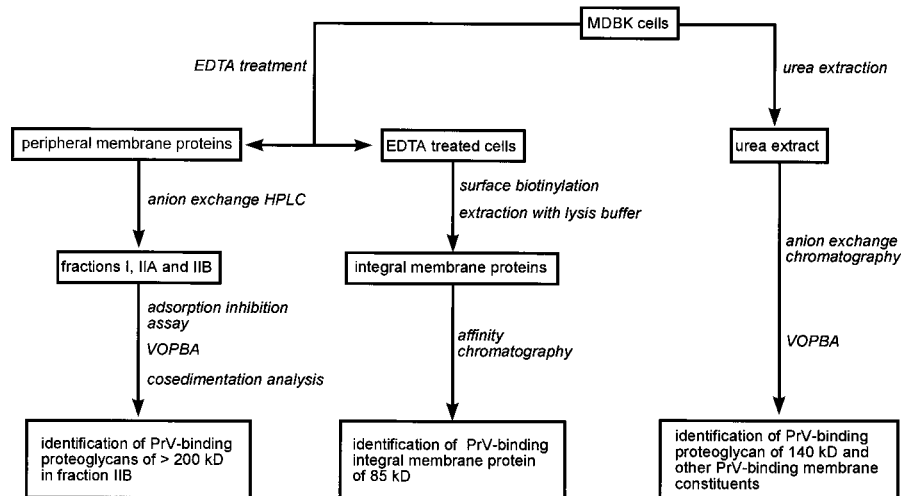 MDBK cells
EDTA treatment
urea extraction
peripheral membrane proteins
EDTA treated cells
urea extract
anion exchange HPLC
surface biotinylation
extraction with lysis buffer
anion exchange
chromatography
fractions I, IIA and IIB
integral membrane proteins
adsorption inhibition
assay
VOPBA
cosedimentation analysis
affinity
chromatography
VOPBA
identification of PrV-binding
proteoglycans of > 200 kD
in fraction IIB
identification of PrV-binding
integral membrane protein
of 85 kD
identification of PrV-binding
proteoglycan of 140 kD and
other PrV-binding membrane
constituents